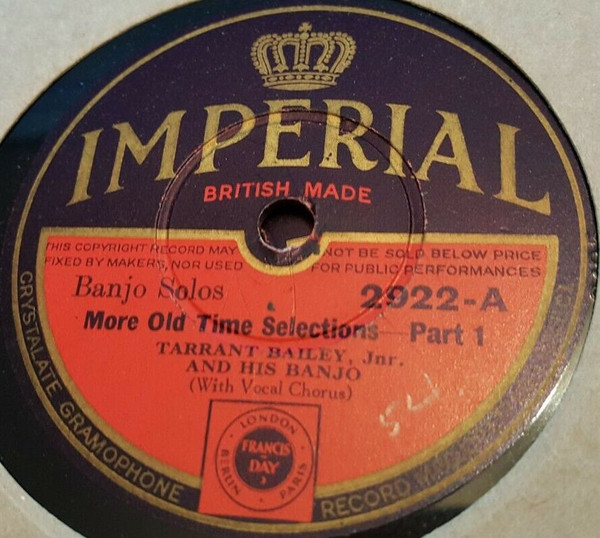 IMPERIAL
BRITISH MADE
THIS COPYRIGHT RECORD MAY NOT BE SOLD BELOW PRICE
FIXED BY MAKERS, NOR USED FOR PUBLIC PERFORMANCES
Banjo Solos 2922-A
More Old Time Selections—Part 1
TARRANT BAILEY, Jnr.
AND HIS BANJO
(With Vocal Chorus)
54
LONDON
FRANCIS
DAY
BERLIN PARIS
CRYSTALATE GRAMOPHONE RECORD